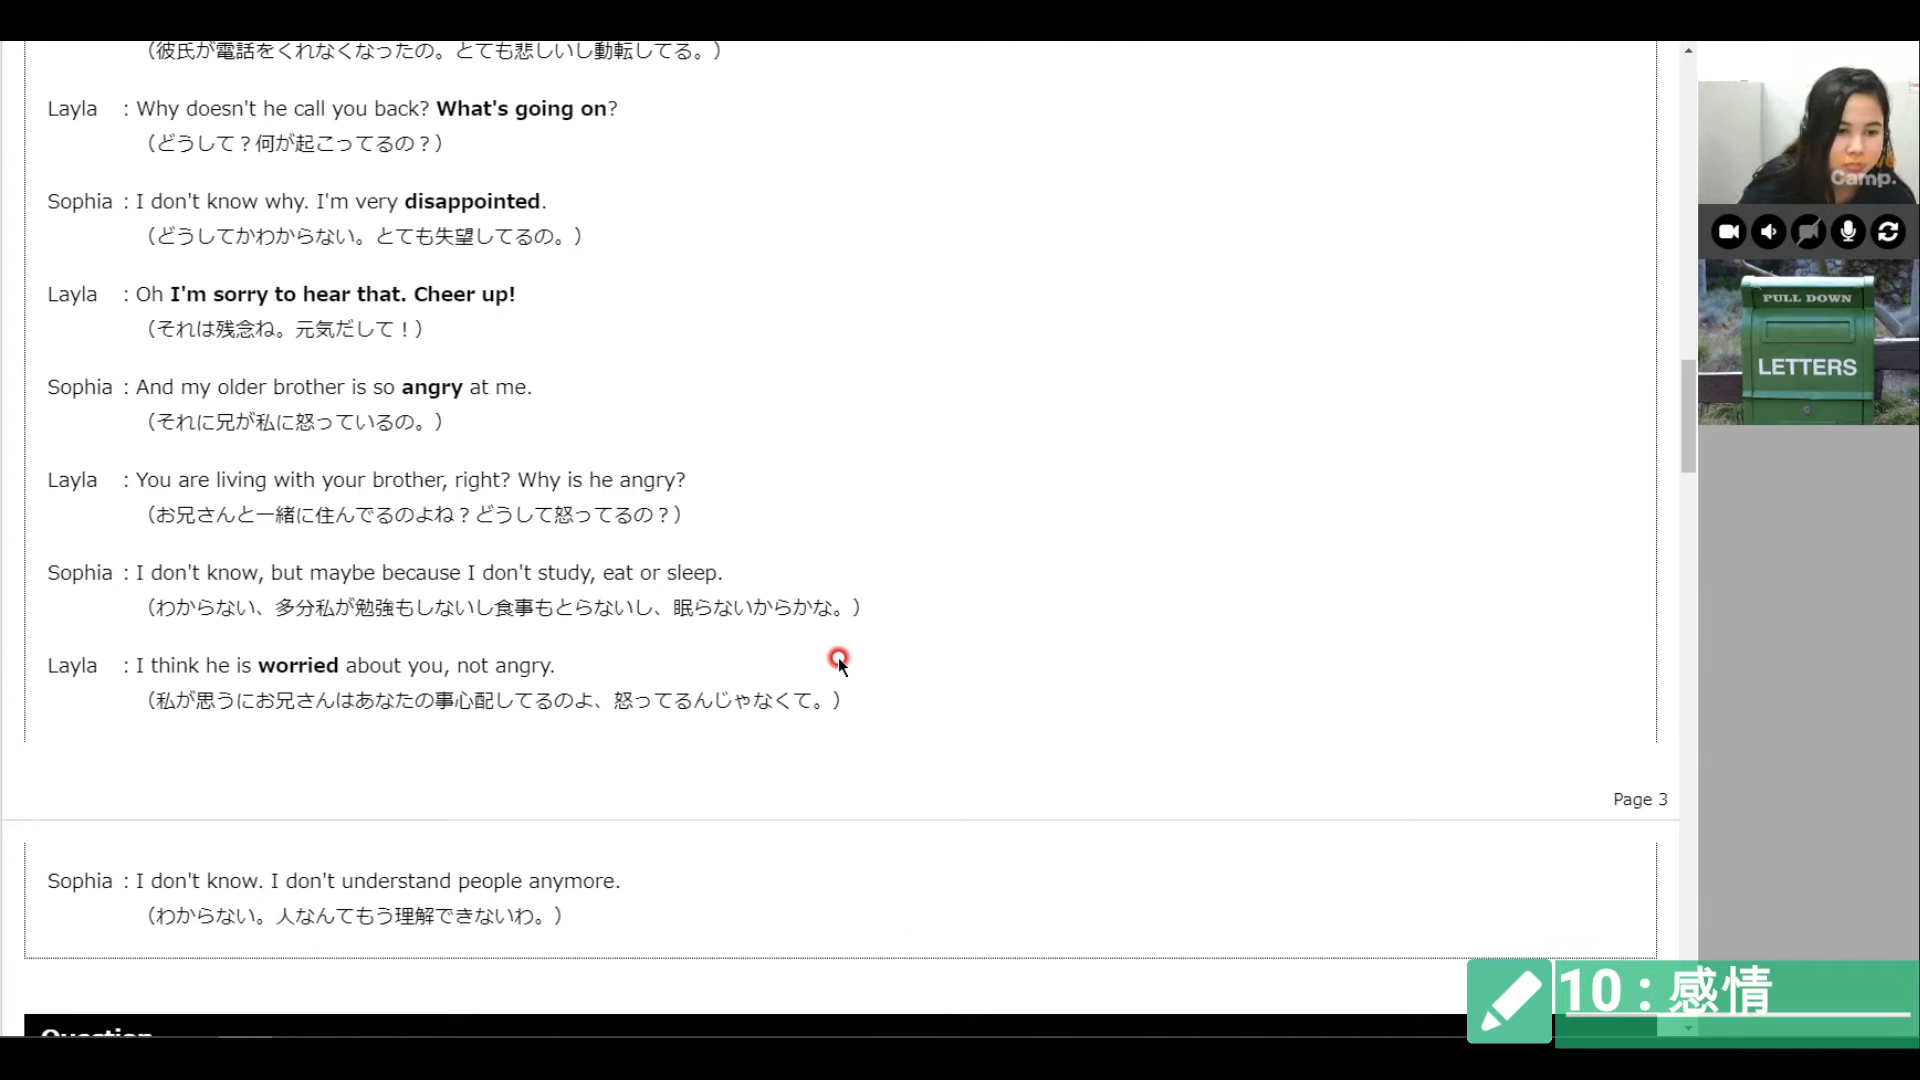 （彼氏が電話をくれなくなったの。とても悲しいし動転してる。）
Layla : Why doesn't he call you back? What's going on?
（どうして？何が起こってるの？）
Sophia : I don't know why. I'm very disappointed.
（どうしてかわからない。とても失望してるの。）
Layla : Oh I'm sorry to hear that. Cheer up!
（それは残念ね。元気だして！）
Sophia : And my older brother is so angry at me.
（それに兄が私に怒っているの。）
Layla : You are living with your brother, right? Why is he angry?
（お兄さんと一緒に住んでるのよね？どうして怒ってるの？）
Sophia : I don't know, but maybe because I don't study, eat or sleep.
（わからない、多分私が勉強もしないし食事もとらないし、眠らないからかな。）
Layla : I think he is worried about you, not angry.
（私が思うにお兄さんはあなたの事心配してるのよ、怒ってるんじゃなくて。）
Page 3
Sophia : I don't know. I don't understand people anymore.
（わからない。人なんてもう理解できないわ。）
Question
Camp.
PULL DOWN
LETTERS
10：感情